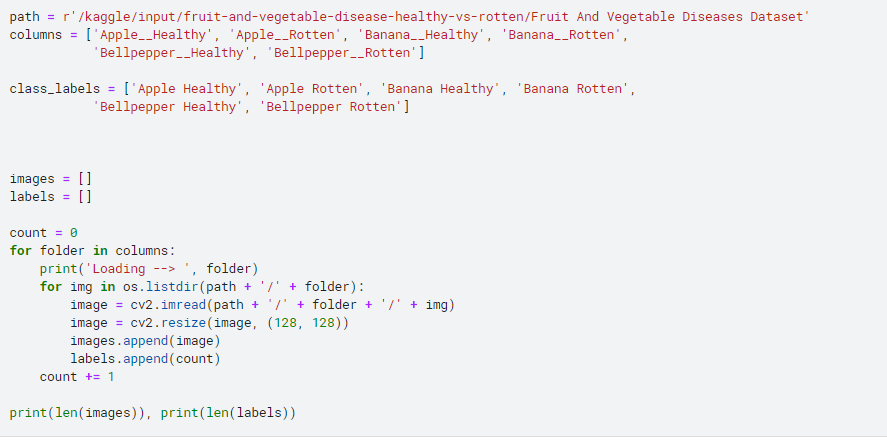 path = r'/kaggle/input/fruit-and-vegetable-disease-healthy-vs-rotten/Fruit And Vegetable Diseases Dataset'
columns = ['Apple__Healthy', 'Apple__Rotten', 'Banana__Healthy', 'Banana__Rotten',
           'Bellpepper__Healthy', 'Bellpepper__Rotten']

class_labels = ['Apple Healthy', 'Apple Rotten', 'Banana Healthy', 'Banana Rotten',
           'Bellpepper Healthy', 'Bellpepper Rotten']

images = []
labels = []

count = 0
for folder in columns:
    print('Loading --> ', folder)
    for img in os.listdir(path + '/' + folder):
        image = cv2.imread(path + '/' + folder + '/' + img)
        image = cv2.resize(image, (128, 128))
        images.append(image)
        labels.append(count)
    count += 1

print(len(images)), print(len(labels))